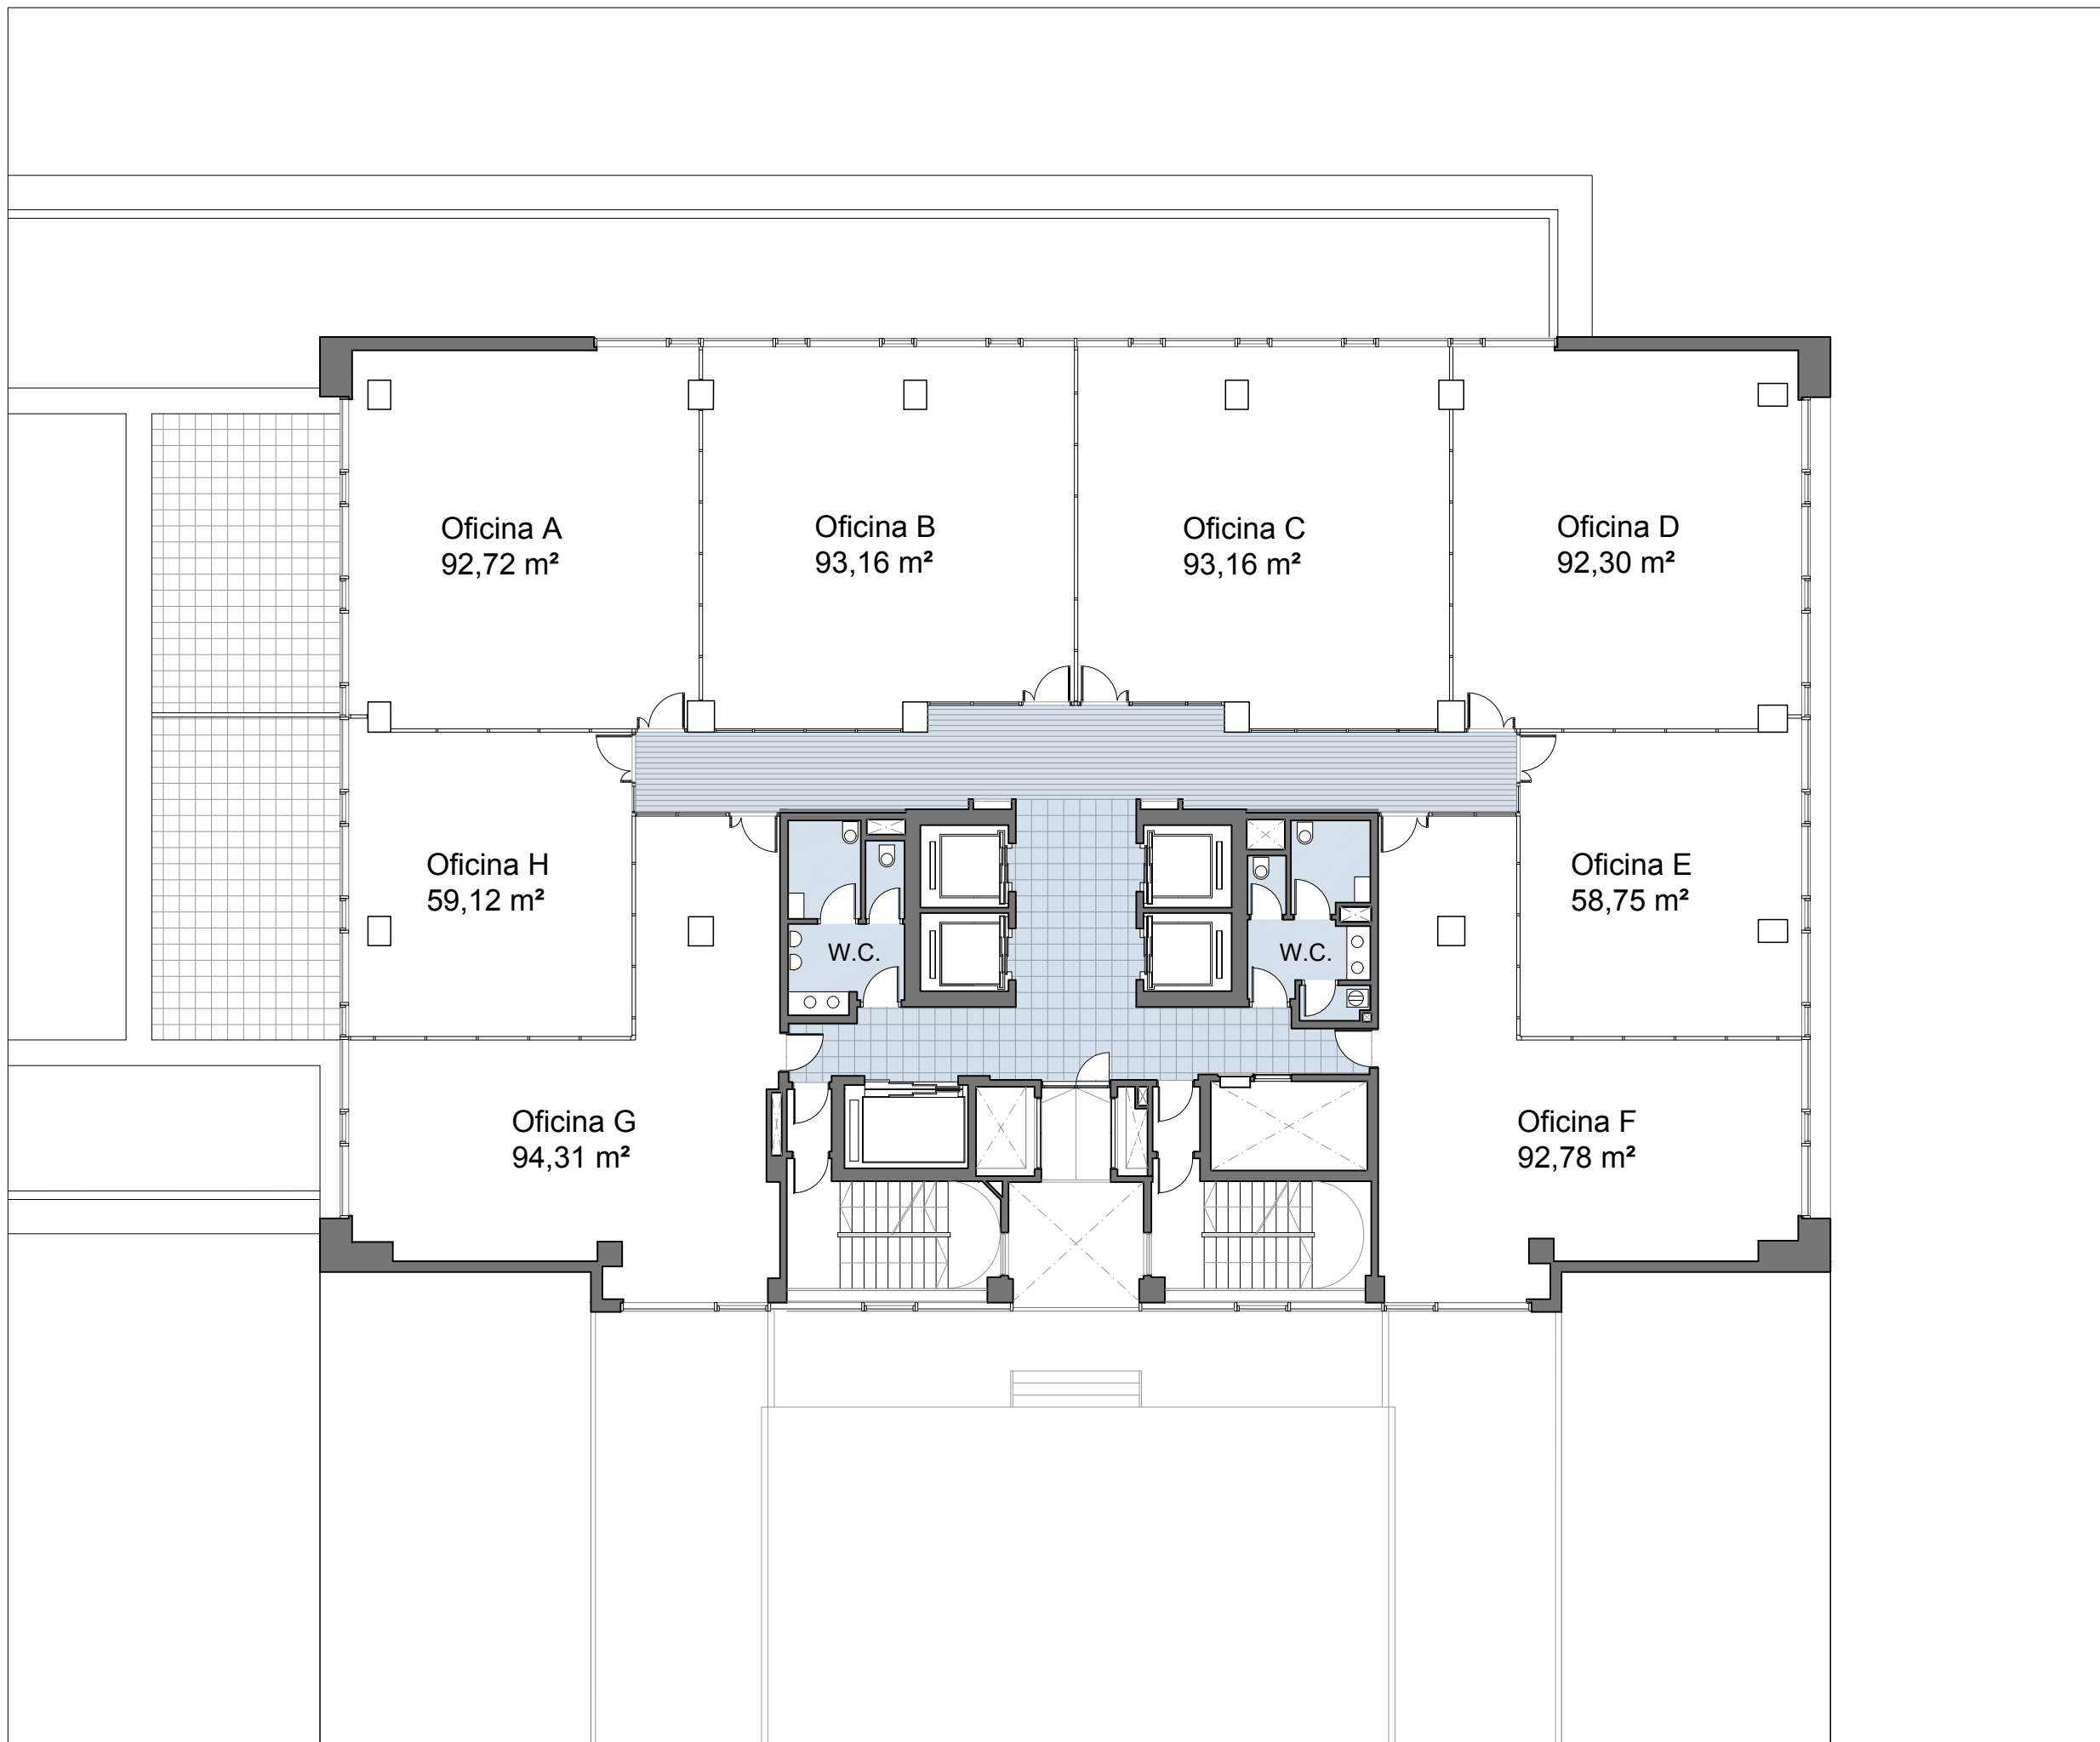 Oficina A
92,72 m²
Oficina B
93,16 m²
Oficina C
93,16 m²
Oficina D
92,30 m²
Oficina H
59,12 m²
Oficina E
58,75 m²
W.C.
W.C.
Oficina G
94,31 m²
Oficina F
92,78 m²